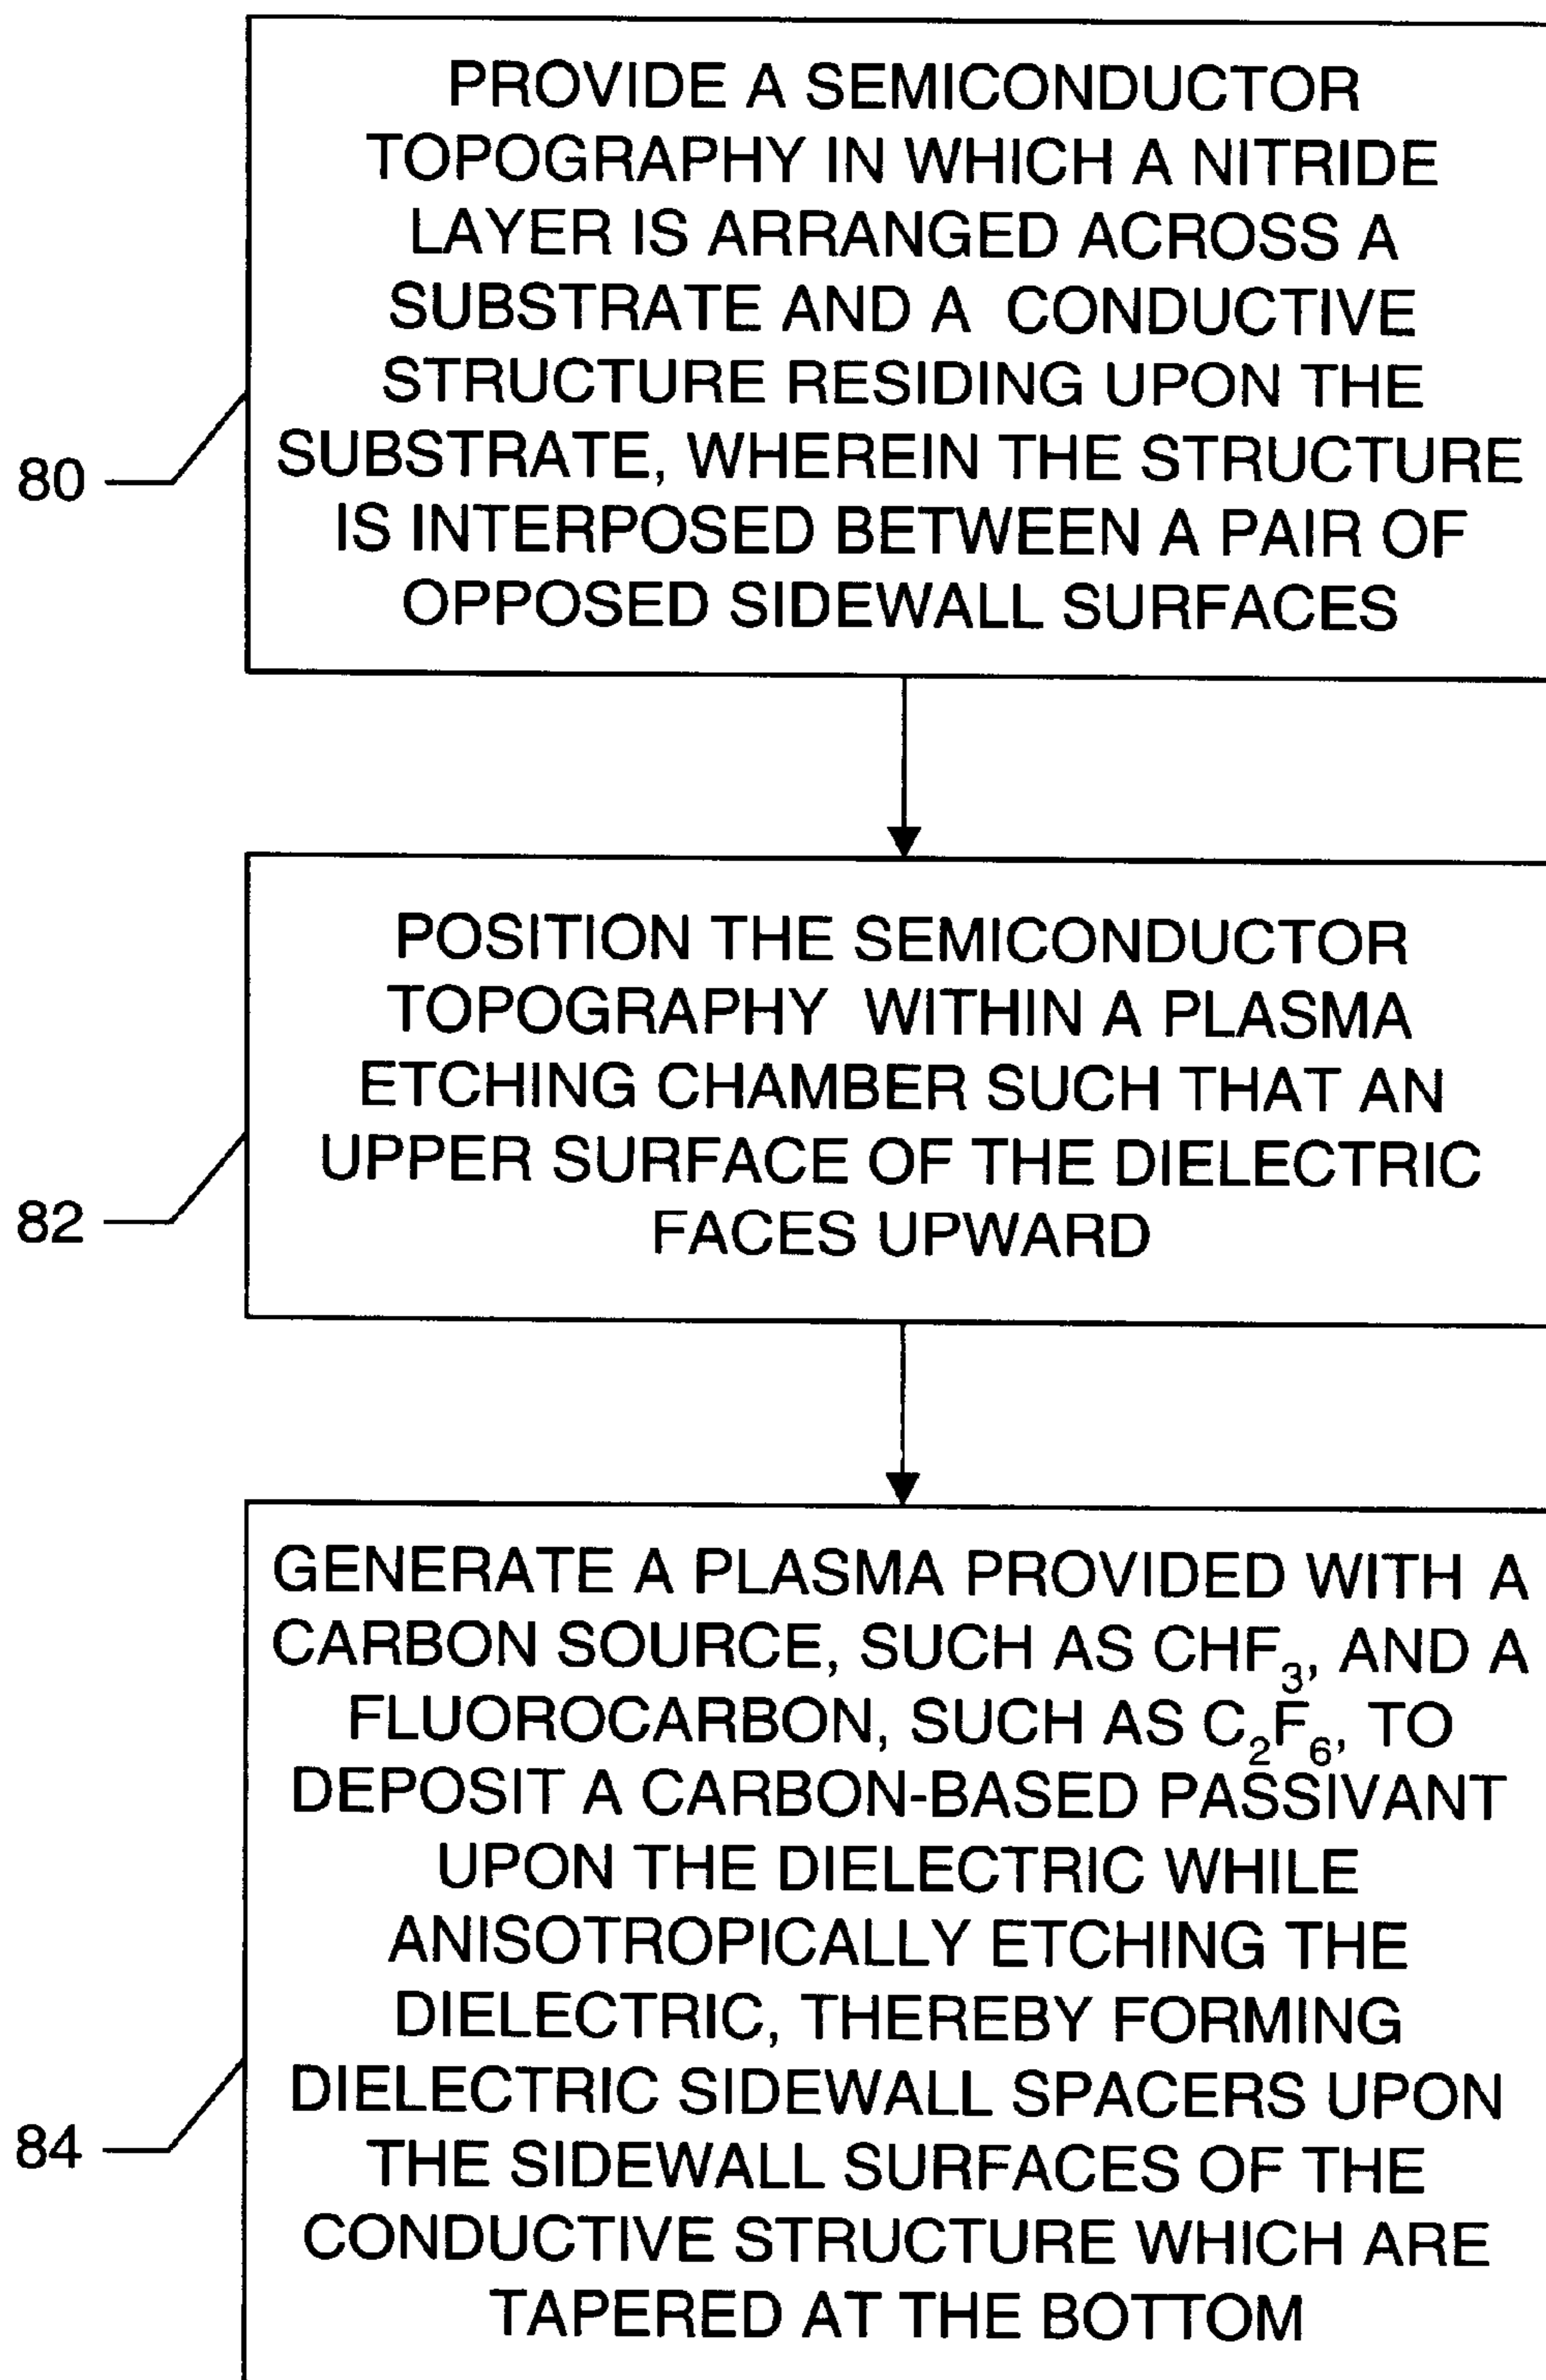 PROVIDE A SEMICONDUCTOR
TOPOGRAPHY IN WHICH A NITRIDE
LAYER IS ARRANGED ACROSS A
SUBSTRATE AND A CONDUCTIVE
STRUCTURE RESIDING UPON THE
SUBSTRATE, WHEREIN THE STRUCTURE
IS INTERPOSED BETWEEN A PAIR OF
OPPOSED SIDEWALL SURFACES
80
POSITION THE SEMICONDUCTOR
TOPOGRAPHY WITHIN A PLASMA
ETCHING CHAMBER SUCH THAT AN
UPPER SURFACE OF THE DIELECTRIC
FACES UPWARD
82
GENERATE A PLASMA PROVIDED WITH A
CARBON SOURCE, SUCH AS CHF₃, AND A
FLUOROCARBON, SUCH AS C₂F₆, TO
DEPOSIT A CARBON-BASED PASSIVANT
UPON THE DIELECTRIC WHILE
ANISOTROPICALLY ETCHING THE
DIELECTRIC, THEREBY FORMING
DIELECTRIC SIDEWALL SPACERS UPON
THE SIDEWALL SURFACES OF THE
CONDUCTIVE STRUCTURE WHICH ARE
TAPERED AT THE BOTTOM
84